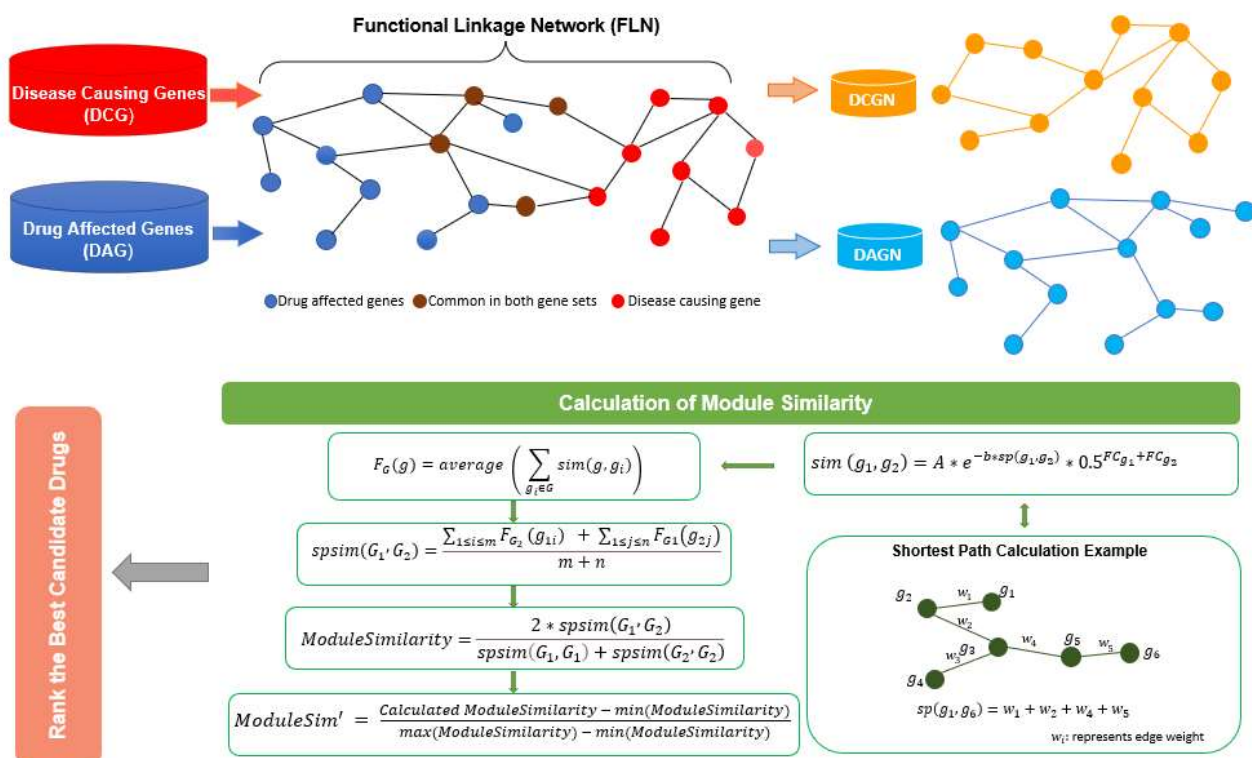 Functional Linkage Network (FLN)
Disease Causing Genes
(DCG)
DCGN
Drug Affected Genes
(DAG)
DAGN
Drug affected genes Common in both gene sets Disease causing gene
Calculation of Module Similarity
Rank the Best Candidate Drugs
F_G(g) = average (∑_{g_i∈G} sim(g, g_i))
sim (g_1, g_2) = A * e^{-b*sp(g_1,g_2)} * 0.5^{FC_{g_1}+FC_{g_2}}
spsim(G_1, G_2) = (∑_{1≤i≤m} F_{G_2}(g_{1i}) + ∑_{1≤j≤n} F_{G1}(g_{2j})) / (m + n)
ModuleSimilarity = (2 * spsim(G_1, G_2)) / (spsim(G_1, G_1) + spsim(G_2, G_2))
ModuleSim′ = (Calculated ModuleSimilarity − min(ModuleSimilarity)) / (max(ModuleSimilarity) − min(ModuleSimilarity))
Shortest Path Calculation Example
g_2 w_1 g_1
w_2
g_3 w_4 g_5 w_5 g_6
w_3
g_4
sp(g_1, g_6) = w_1 + w_2 + w_4 + w_5
w_i: represents edge weight